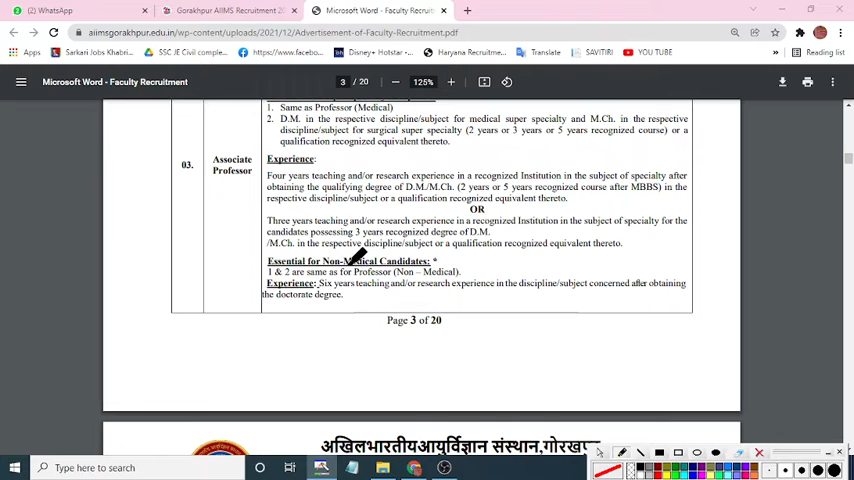 (2) WhatsApp
Gorakhpur AIIMS Recruitment 20
Microsoft Word - Faculty Recruit
aiimsgorakhpur.edu.in/wp-content/uploads/2021/12/Advertisement-of-Faculty-Recruitment.pdf
Apps
Sarkari Jobs Khabri...
SSC JE Civil comple...
https://www.facebo...
Disney+ Hotstar -...
Haryana Recruitme...
Translate
SAVITIRI
YOU TUBE
Reading list
Microsoft Word - Faculty Recruitment
3 / 20
125%
1. Same as Professor (Medical)
2. D.M. in the respective discipline/subject for medical super specialty and M.Ch. in the respective
discipline/subject for surgical super specialty (2 years or 3 years or 5 years recognized course) or a
qualification recognized equivalent thereto.
03.
Associate
Professor
Experience:
Four years teaching and/or research experience in a recognized Institution in the subject of specialty after
obtaining the qualifying degree of D.M./M.Ch. (2 years or 5 years recognized course after MBBS) in the
respective discipline/subject or a qualification recognized equivalent thereto.
OR
Three years teaching and/or research experience in a recognized Institution in the subject of specialty for the
candidates possessing 3 years recognized degree of D.M.
/M.Ch. in the respective discipline/subject or a qualification recognized equivalent thereto.
Essential for Non-Medical Candidates: *
1 & 2 are same as for Professor (Non – Medical).
Experience: Six years teaching and/or research experience in the discipline/subject concerned after obtaining
the doctorate degree.
Page 3 of 20
अखिलभारतीयआयुर्विज्ञान संस्थान,गोरखपुर
Type here to search